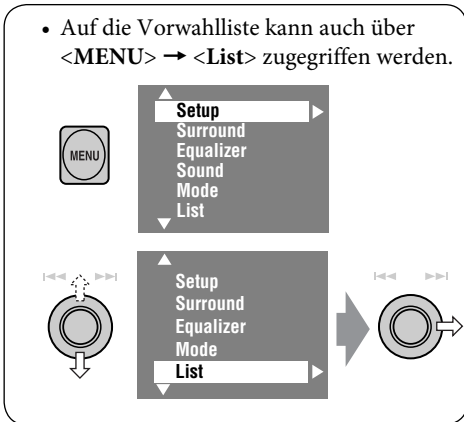 • Auf die Vorwahlliste kann auch über
<MENU> → <List> zugegriffen werden.
MENU
Setup
Surround
Equalizer
Sound
Mode
List
Setup
Surround
Equalizer
Mode
List